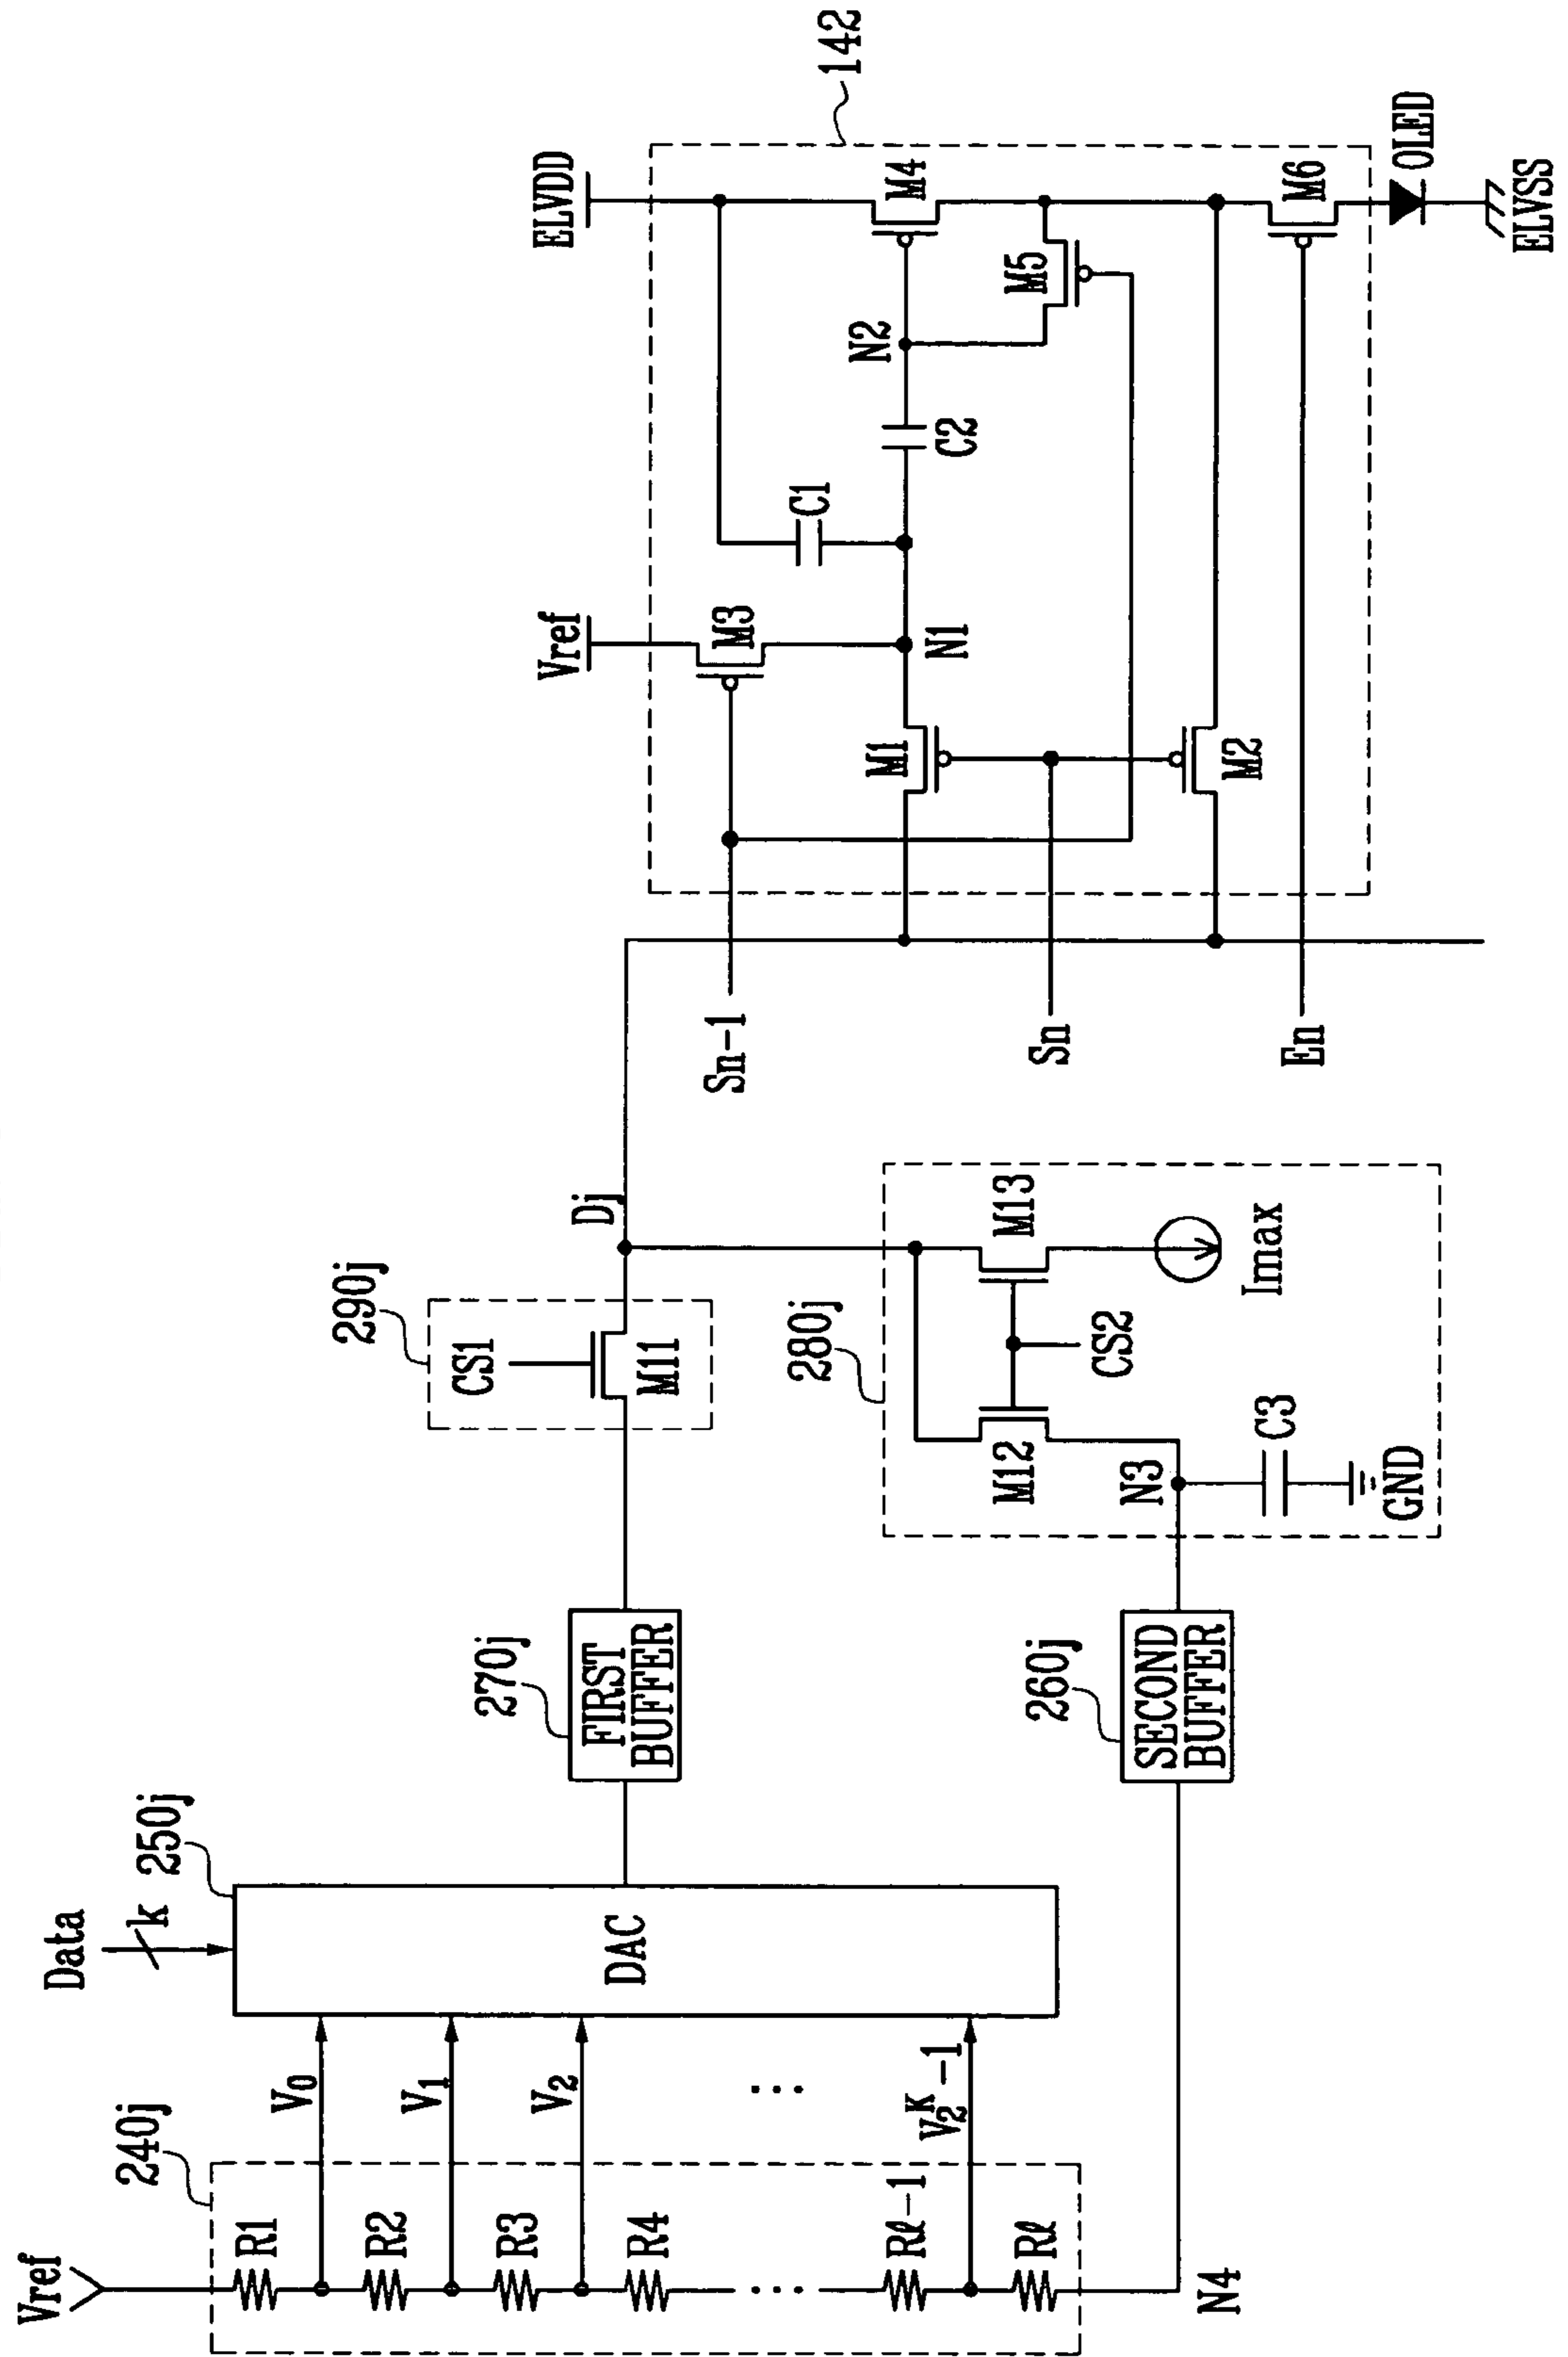 Vref
240j
R1
R2
R3
R4
...
Rℓ-1
Rℓ
N4
V0
V1
V2
...
V2^K-1
Data
k
250j
DAC
270j
FIRST
BUFFER
260j
SECOND
BUFFER
290j
CS1
M11
Dj
280j
M12
M13
CS2
N3
C3
GND
Imax
Sn-1
Sn
En
Vref
M3
M1
N1
M2
C1
C2
N2
M5
ELVDD
M4
M6
142
OLED
ELVSS